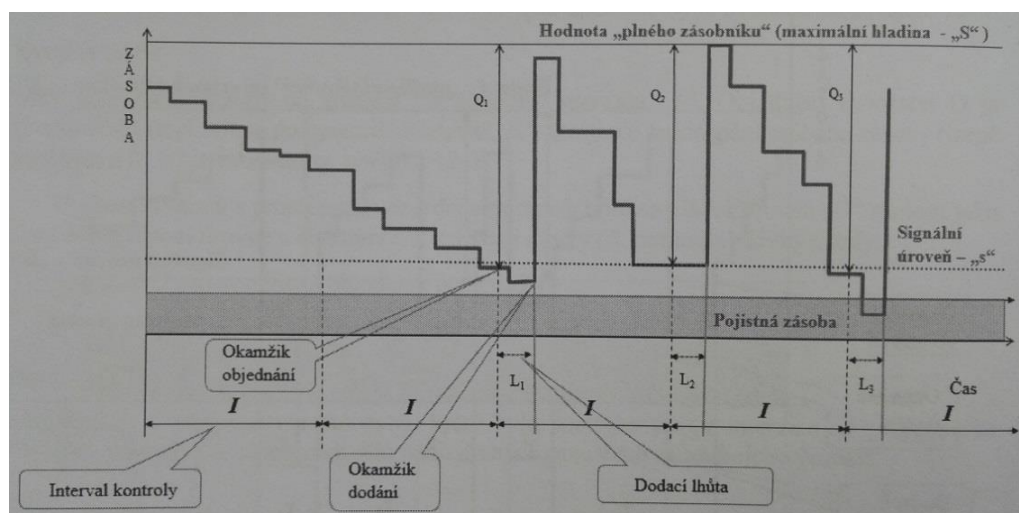 Hodnota „plného zásobníku“ (maximální hladina - „S“)
Z
Á
S
O
B
A
Q₁
Q₂
Q₃
Signální
úroveň – „s“
Pojistná zásoba
Okamžik
objednání
L₁
L₂
L₃
Čas
I
I
I
I
I
Interval kontroly
Okamžik
dodání
Dodací lhůta